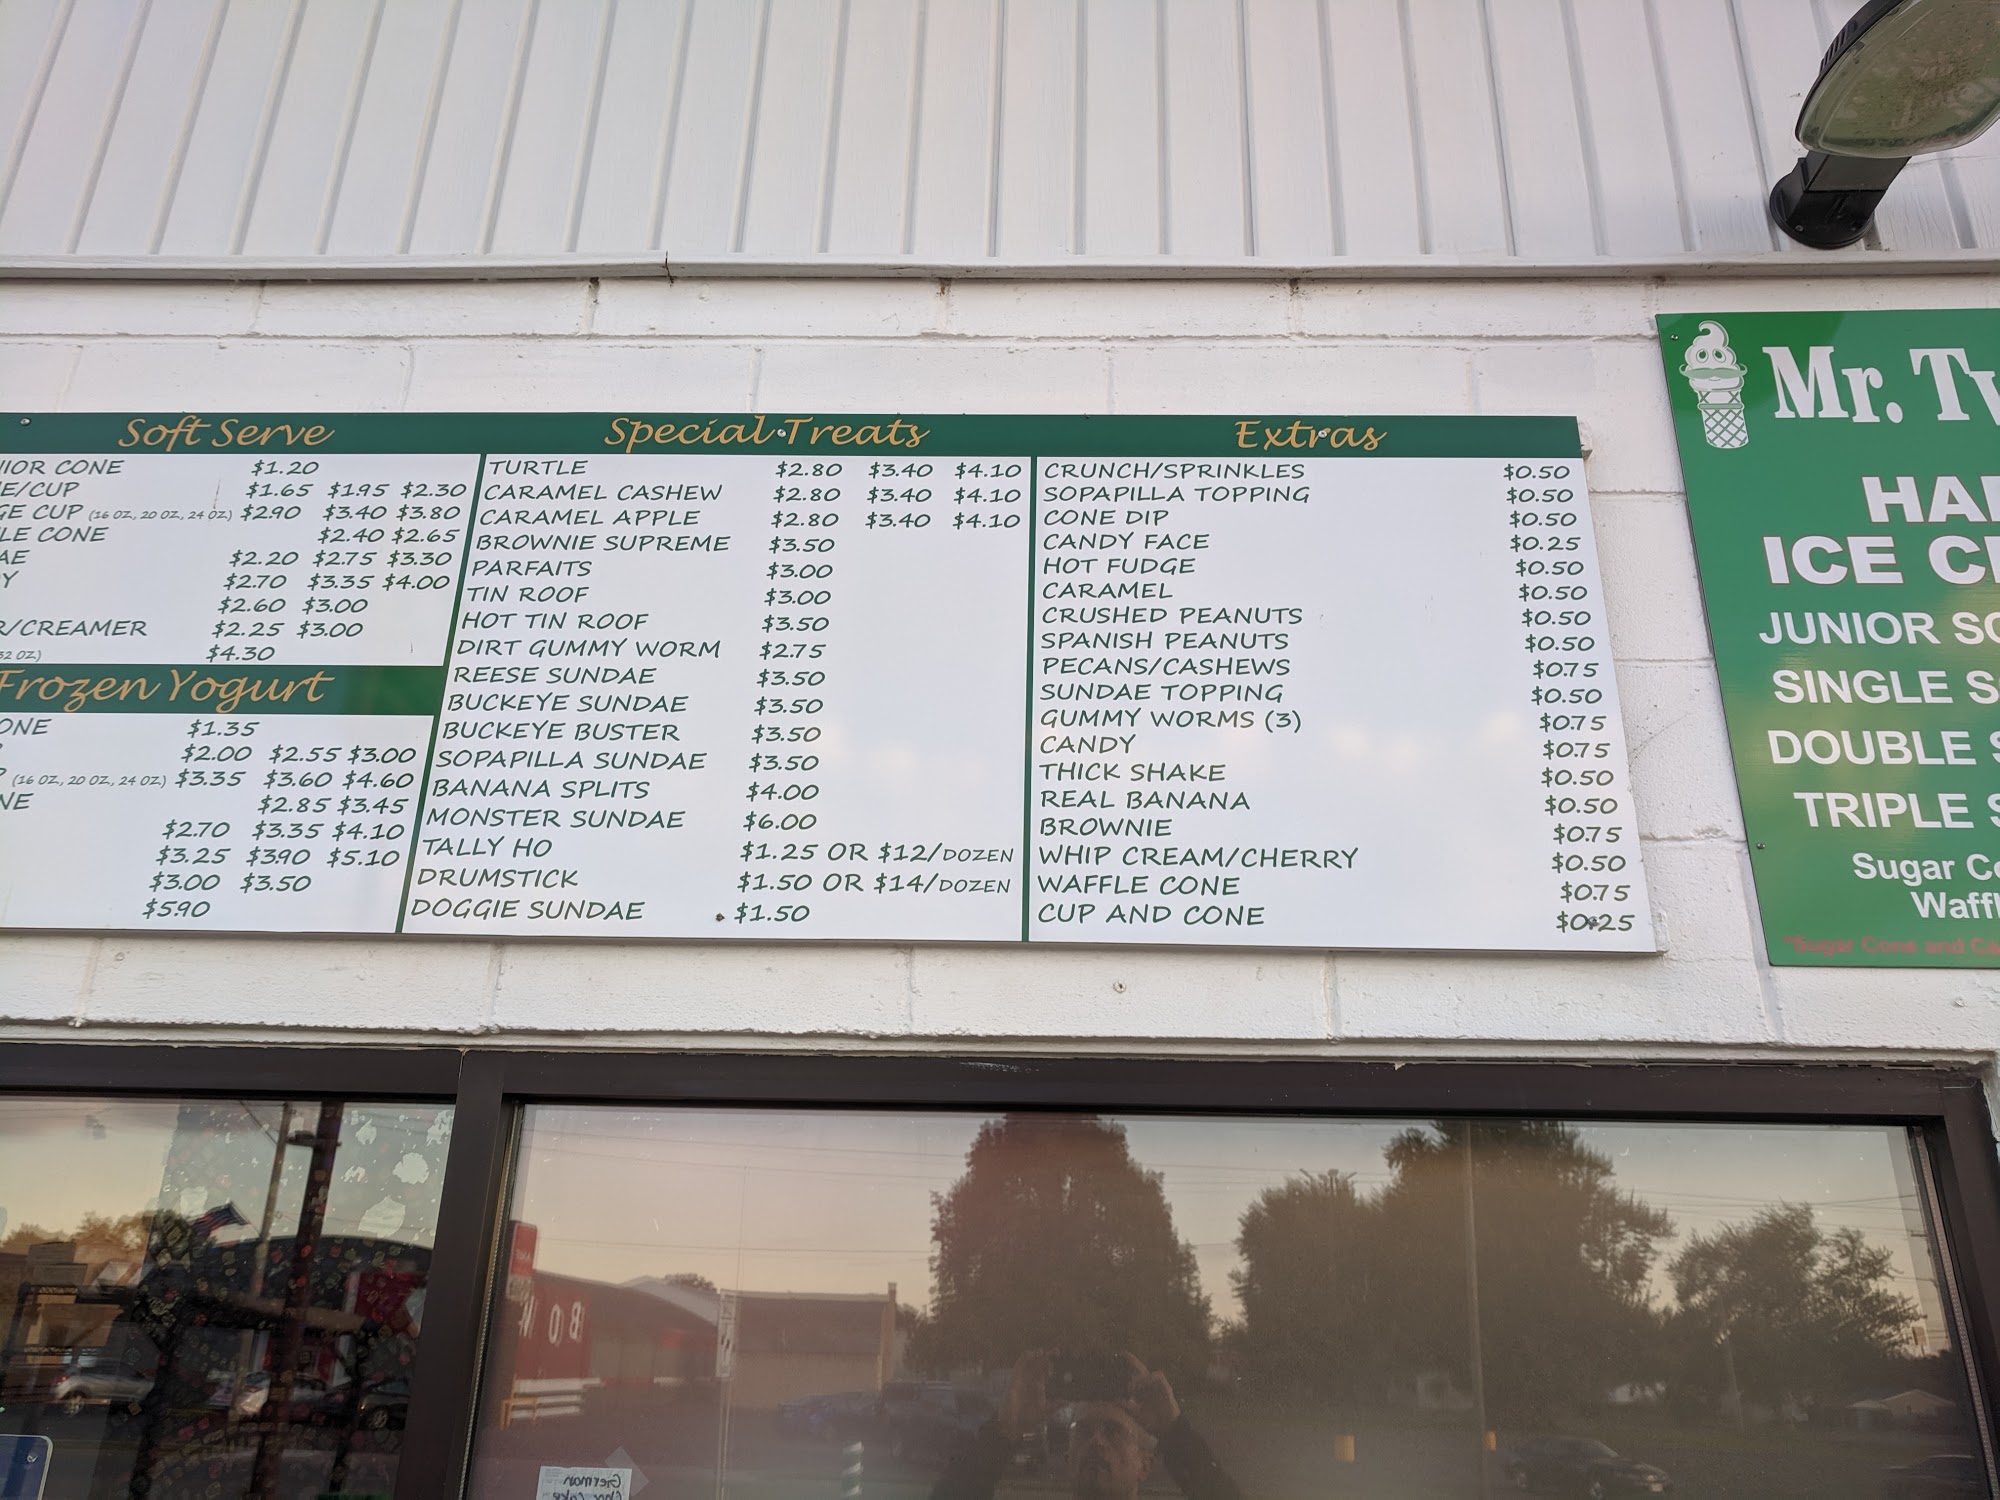 Soft Serve
IOR CONE $1.20
E/CUP $1.65 $1.95 $2.30
GE CUP (16 OZ, 20 OZ, 24 OZ) $2.90 $3.40 $3.80
LE CONE $2.40 $2.65
AE $2.20 $2.75 $3.30
Y $2.70 $3.35 $4.00
$2.60 $3.00
R/CREAMER $2.25 $3.00
32 OZ) $4.30
Frozen Yogurt
ONE $1.35
$2.00 $2.55 $3.00
P (16 OZ, 20 OZ, 24 OZ) $3.35 $3.60 $4.60
NE $2.85 $3.45
$2.70 $3.35 $4.10
$3.25 $3.90 $5.10
$3.00 $3.50
$5.90
Special Treats
TURTLE $2.80 $3.40 $4.10
CARAMEL CASHEW $2.80 $3.40 $4.10
CARAMEL APPLE $2.80 $3.40 $4.10
BROWNIE SUPREME $3.50
PARFAITS $3.00
TIN ROOF $3.00
HOT TIN ROOF $3.50
DIRT GUMMY WORM $2.75
REESE SUNDAE $3.50
BUCKEYE SUNDAE $3.50
BUCKEYE BUSTER $3.50
SOPAPILLA SUNDAE $3.50
BANANA SPLITS $4.00
MONSTER SUNDAE $6.00
TALLY HO $1.25 OR $12/DOZEN
DRUMSTICK $1.50 OR $14/DOZEN
DOGGIE SUNDAE $1.50
Extras
CRUNCH/SPRINKLES $0.50
SOPAPILLA TOPPING $0.50
CONE DIP $0.50
CANDY FACE $0.25
HOT FUDGE $0.50
CARAMEL $0.50
CRUSHED PEANUTS $0.50
SPANISH PEANUTS $0.50
PECANS/CASHEWS $0.75
SUNDAE TOPPING $0.50
GUMMY WORMS (3) $0.75
CANDY $0.75
THICK SHAKE $0.50
REAL BANANA $0.50
BROWNIE $0.75
WHIP CREAM/CHERRY $0.50
WAFFLE CONE $0.75
CUP AND CONE $0.25
Mr. Tw
HA
ICE C
JUNIOR SC
SINGLE S
DOUBLE S
TRIPLE S
Sugar Co
Waffl
*Sugar Cone and Ca
BOW
German
Choc Cake